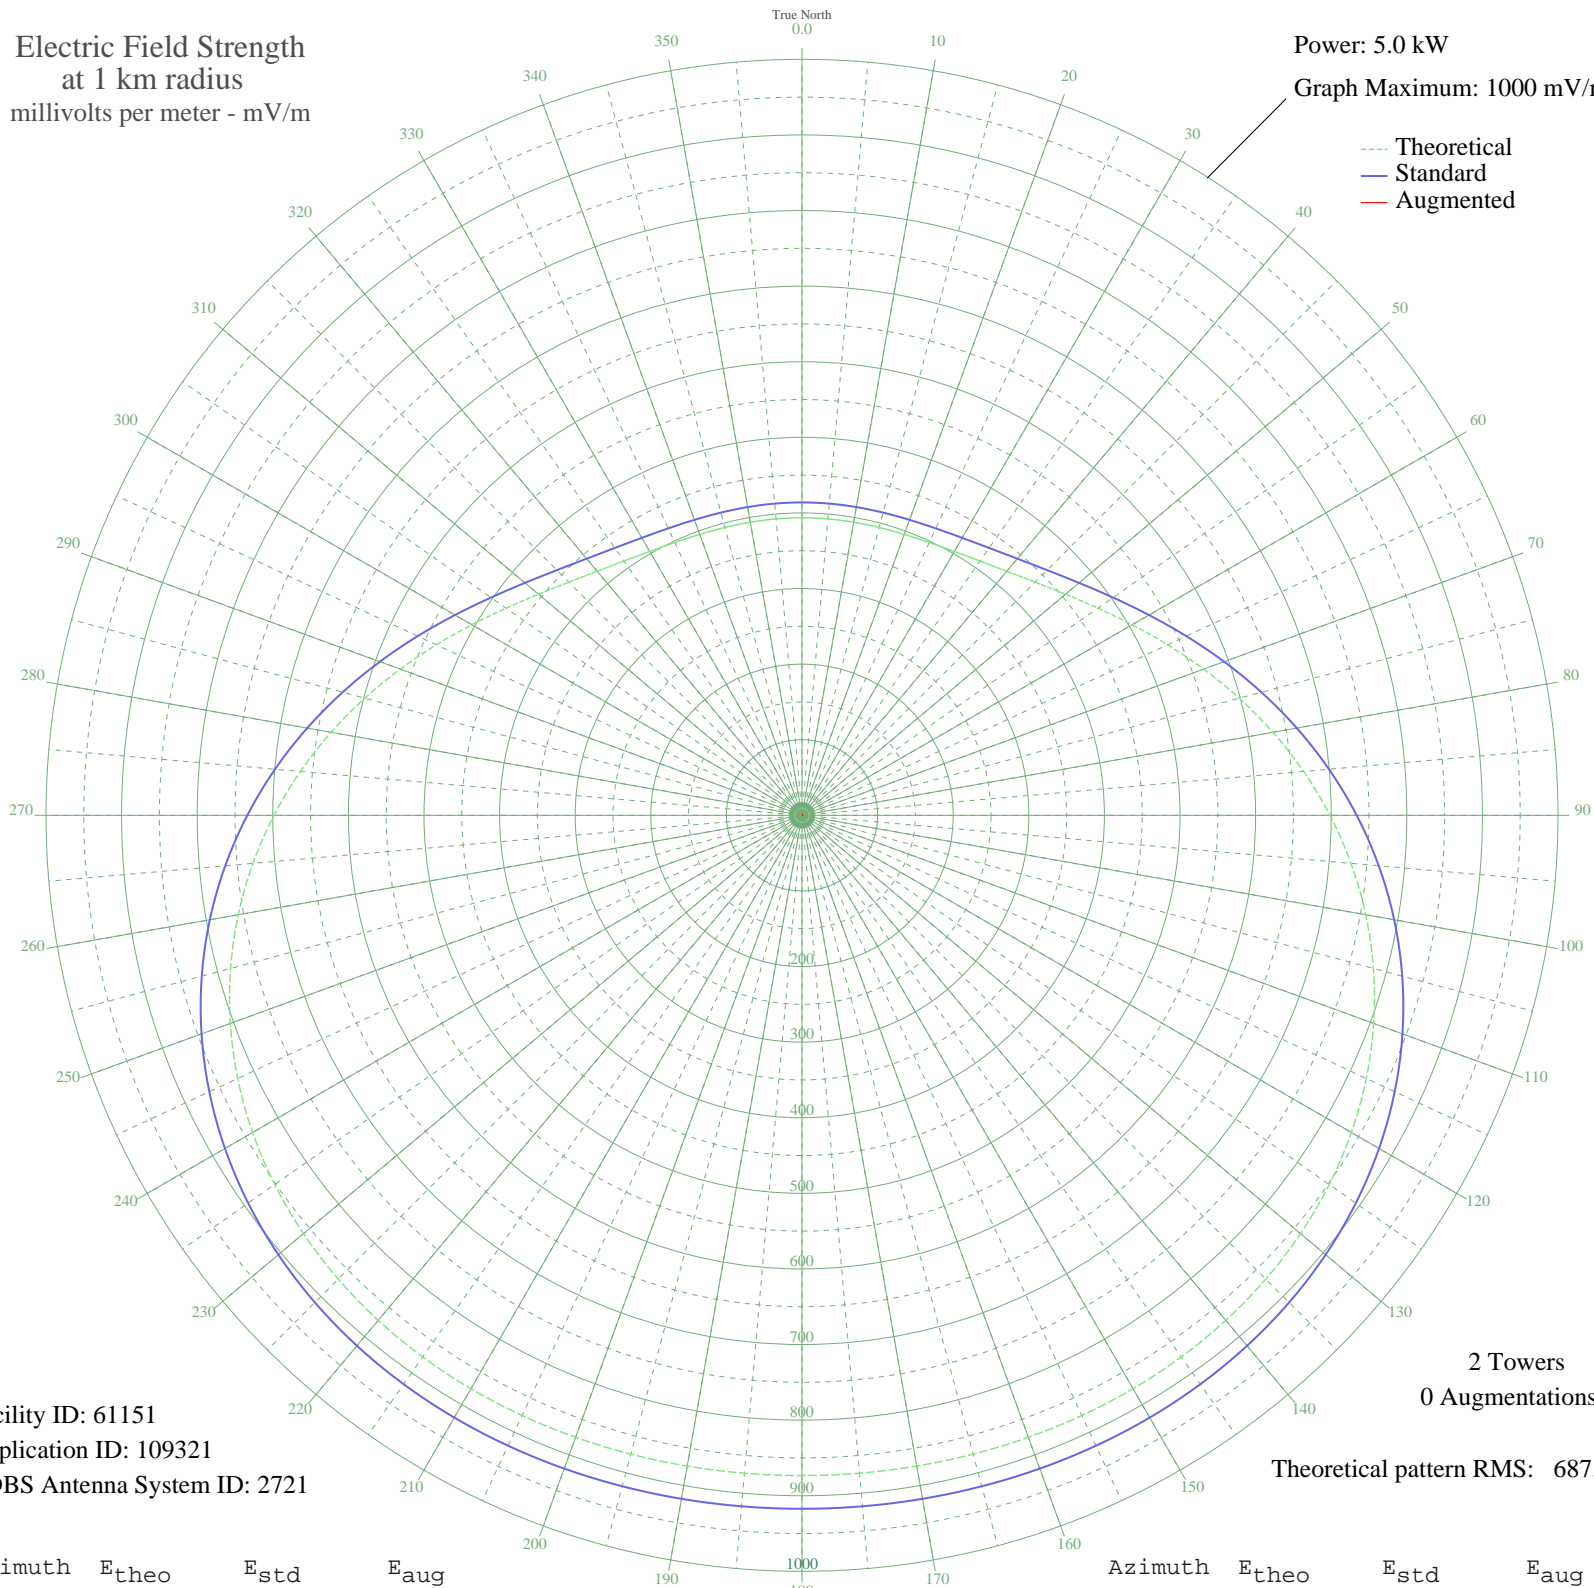 True North
0.0
Electric Field Strength
at 1 km radius
millivolts per meter - mV/m
Power: 5.0 kW
Graph Maximum: 1000 mV/
Theoretical
Standard
Augmented
10
20
30
40
50
60
70
80
90
100
110
120
130
140
150
160
170
190
200
210
220
230
240
250
260
270
280
290
300
310
320
330
340
350
200
300
400
500
600
700
800
900
1000
2 Towers
0 Augmentations
Theoretical pattern RMS: 687.
cility ID: 61151
plication ID: 109321
DBS Antenna System ID: 2721
imuth Etheo Estd Eaug
Azimuth Etheo Estd Eaug